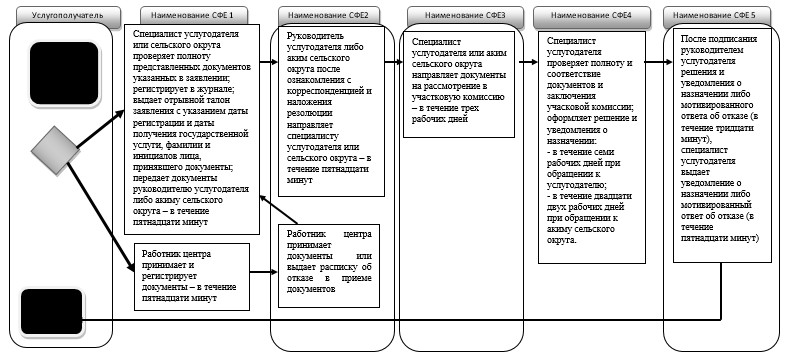 Услугополучатель
Наименование СФЕ 1
Наименование СФЕ2
Наименование СФЕ3
Наименование СФЕ4
Наименование СФЕ 5
Специалист услугодателя
или сельского округа
проверяет полноту
представленных документов
указанных в заявлении;
регистрирует в журнале;
выдает отрывной талон
заявления с указанием даты
регистрации и даты
получения государственной
услуги, фамилии и
инициалов лица,
принявшего документы;
передает документы
руководителю услугодателя
либо акиму сельского
округа – в течение
пятнадцати минут
Работник центра
принимает и
регистрирует
документы – в течение
пятнадцати минут
Руководитель
услугодателя либо
аким сельского
округа после
ознакомления с
корреспонденцией и
наложения
резолюции
направляет
специалисту
услугодателя или
сельского округа – в
течение пятнадцати
минут
Работник центра
принимает
документы или
выдает расписку об
отказе в приеме
документов
Специалист
услугодателя или аким
сельского округа
направляет документы
на рассмотрение в
участковую комиссию
– в течение трех
рабочих дней
Специалист
услугодателя
проверяет полноту и
соответствие
документов и
заключения
учасковой комиссии;
оформляет решение и
уведомления о
назначении:
- в течение семи
рабочих дней при
обращении к
услугодателю;
- в течение двадцати
двух рабочих дней
при обращении к
акиму сельского
округа.
После подписания
руководителем
услугодателя
решения и
уведомления о
назначении либо
мотивированного
ответа об отказе (в
течение тридцати
минут),
специалист
услугодателя
выдает
уведомление о
назначении либо
мотивированный
ответ об отказе (в
течение
пятнадцати минут)